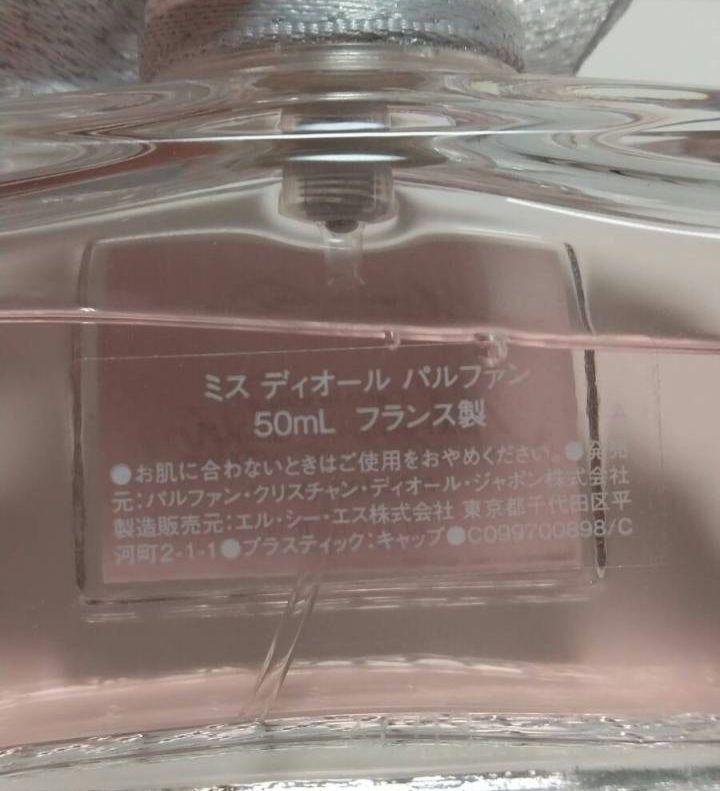 ミス ディオール パルファン
50mL フランス製
●お肌に合わないときはご使用をおやめください。●発売
元:パルファン・クリスチャン・ディオール・ジャポン株式会社
製造販売元:エル・シー・エス株式会社 東京都千代田区平
河町2-1-1●プラスティック:キャップ●C099700898/C